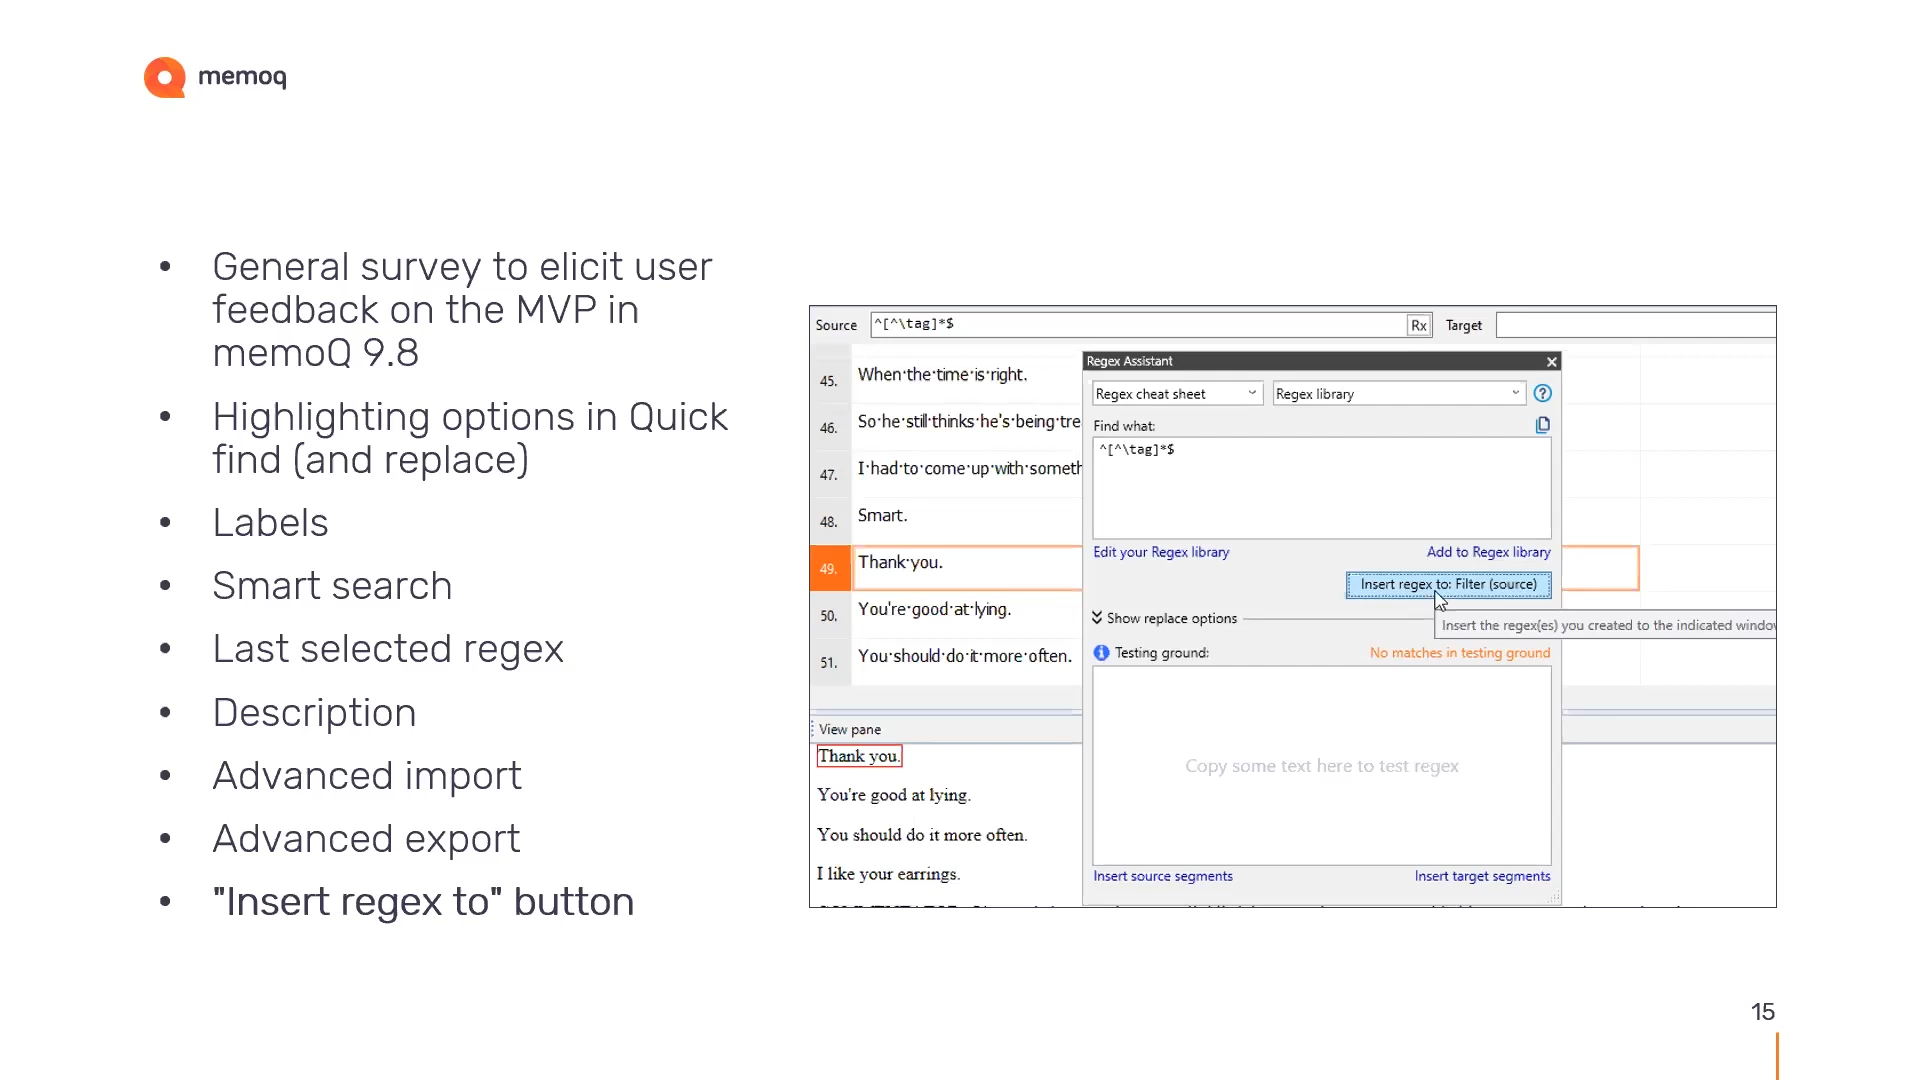 memoq
• General survey to elicit user
feedback on the MVP in
memoQ 9.8
• Highlighting options in Quick
find (and replace)
• Labels
• Smart search
• Last selected regex
• Description
• Advanced import
• Advanced export
• "Insert regex to" button
Source ^[^\tag]*$ Rx Target
45. When·the·time·is·right.
46. So·he·still·thinks·he's·being·tre
47. I·had·to·come·up·with·someth
48. Smart.
49. Thank·you.
50. You're·good·at·lying.
51. You·should·do·it·more·often.
View pane
Thank you.
You're good at lying.
You should do it more often.
I like your earrings.
Regex Assistant
Regex cheat sheet Regex library
Find what:
^[^\tag]*$
Edit your Regex library Add to Regex library
Insert regex to: Filter (source)
Show replace options
Insert the regex(es) you created to the indicated windo
Testing ground: No matches in testing ground
Copy some text here to test regex
Insert source segments Insert target segments
15